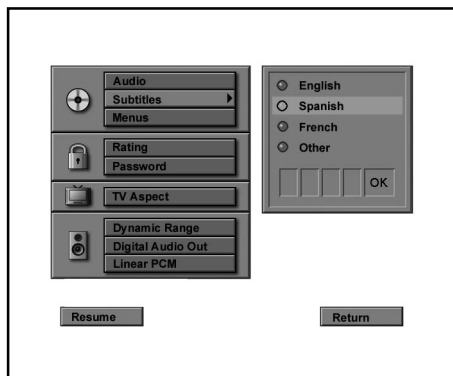 Audio
Subtitles
Menus
Rating
Password
TV Aspect
Dynamic Range
Digital Audio Out
Linear PCM
English
Spanish
French
Other
OK
Resume
Return